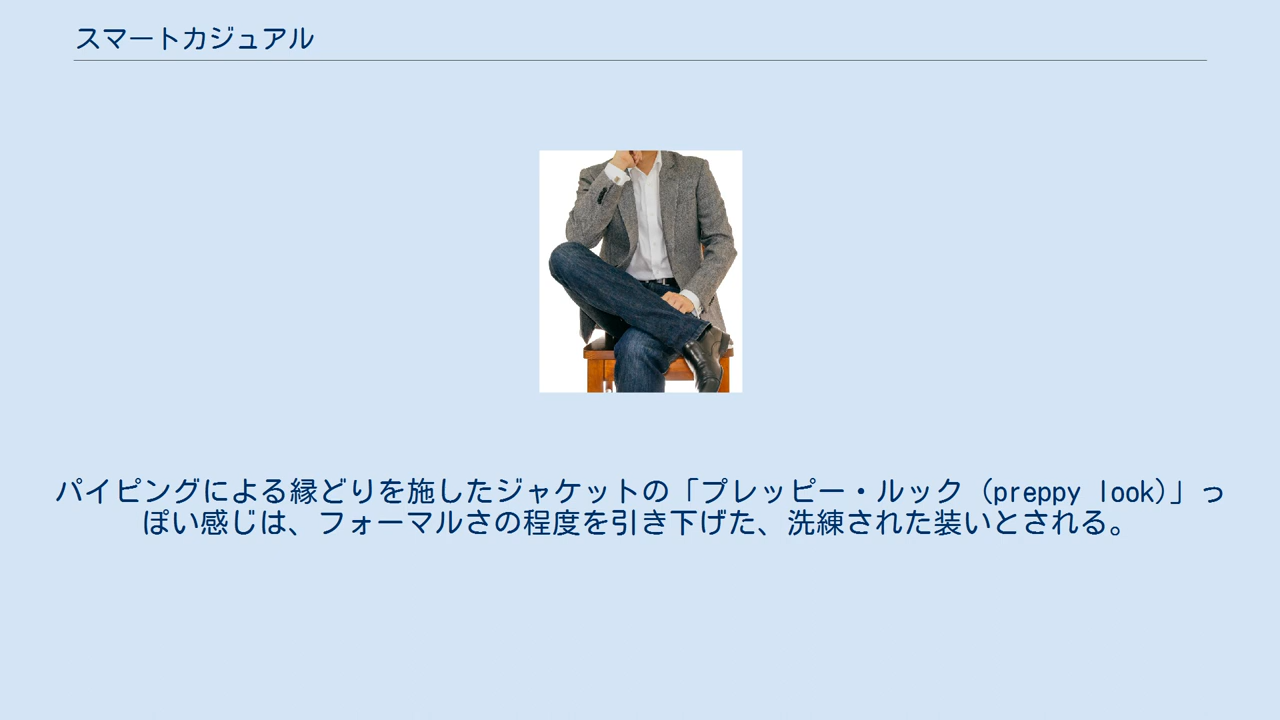 スマートカジュアル
パイピングによる縁どりを施したジャケットの「プレッピー・ルック（preppy look)」っ
ぽい感じは、フォーマルさの程度を引き下げた、洗練された装いとされる。